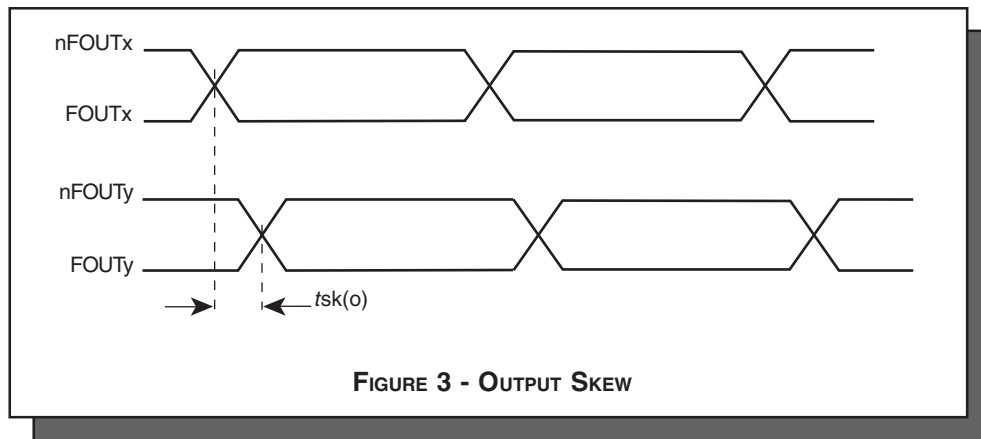 nFOUTx
FOUTx
nFOUTy
FOUTy
tsk(o)
FIGURE 3 - OUTPUT SKEW